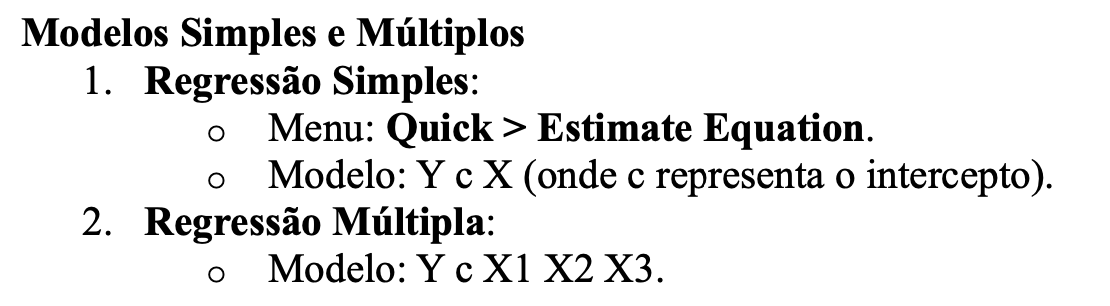 Modelos Simples e Múltiplos
1. Regressão Simples:
○ Menu: Quick > Estimate Equation.
○ Modelo: Y c X (onde c representa o intercepto).
2. Regressão Múltipla:
○ Modelo: Y c X1 X2 X3.